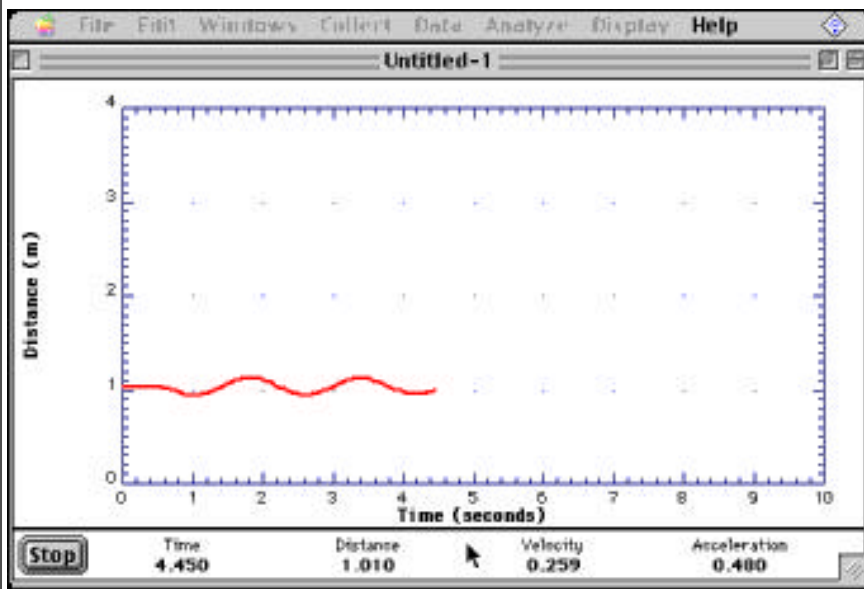 File Edit Windows Collect Data Analyze Display Help
Untitled-1
4
3
2
1
0
Distance (m)
0 1 2 3 4 5 6 7 8 9 10
Time (seconds)
Stop
Time Distance Velocity Acceleration
4.450 1.010 0.259 0.480